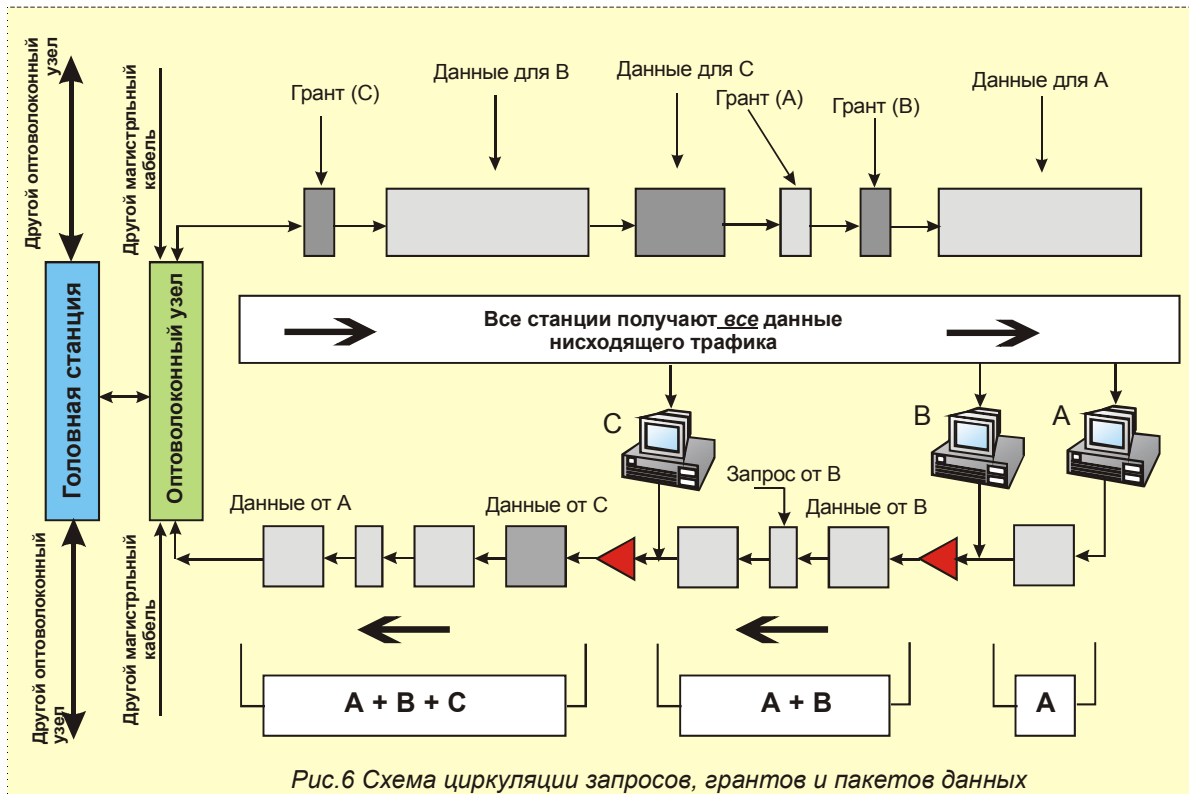 Другой оптоволоконный
узел
Другой магистрльный
кабель
Грант (C)
Данные для B
Данные для C
Грант (A)
Грант (B)
Данные для A
Головная станция
Оптоволоконный узел
Все станции получают все данные
нисходящего трафика
C
B
A
Запрос от B
Данные от A
Данные от C
Данные от B
Другой оптоволоконный
узел
Другой магистрльный
кабель
A + B + C
A + B
A
Рис.6 Схема циркуляции запросов, грантов и пакетов данных